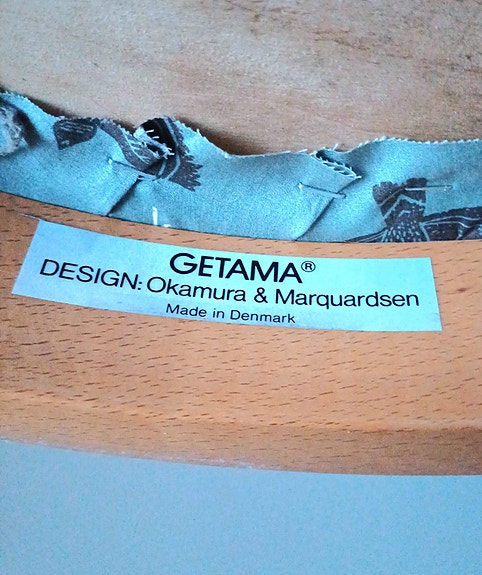 GETAMA®
DESIGN: Okamura & Marquardsen
Made in Denmark